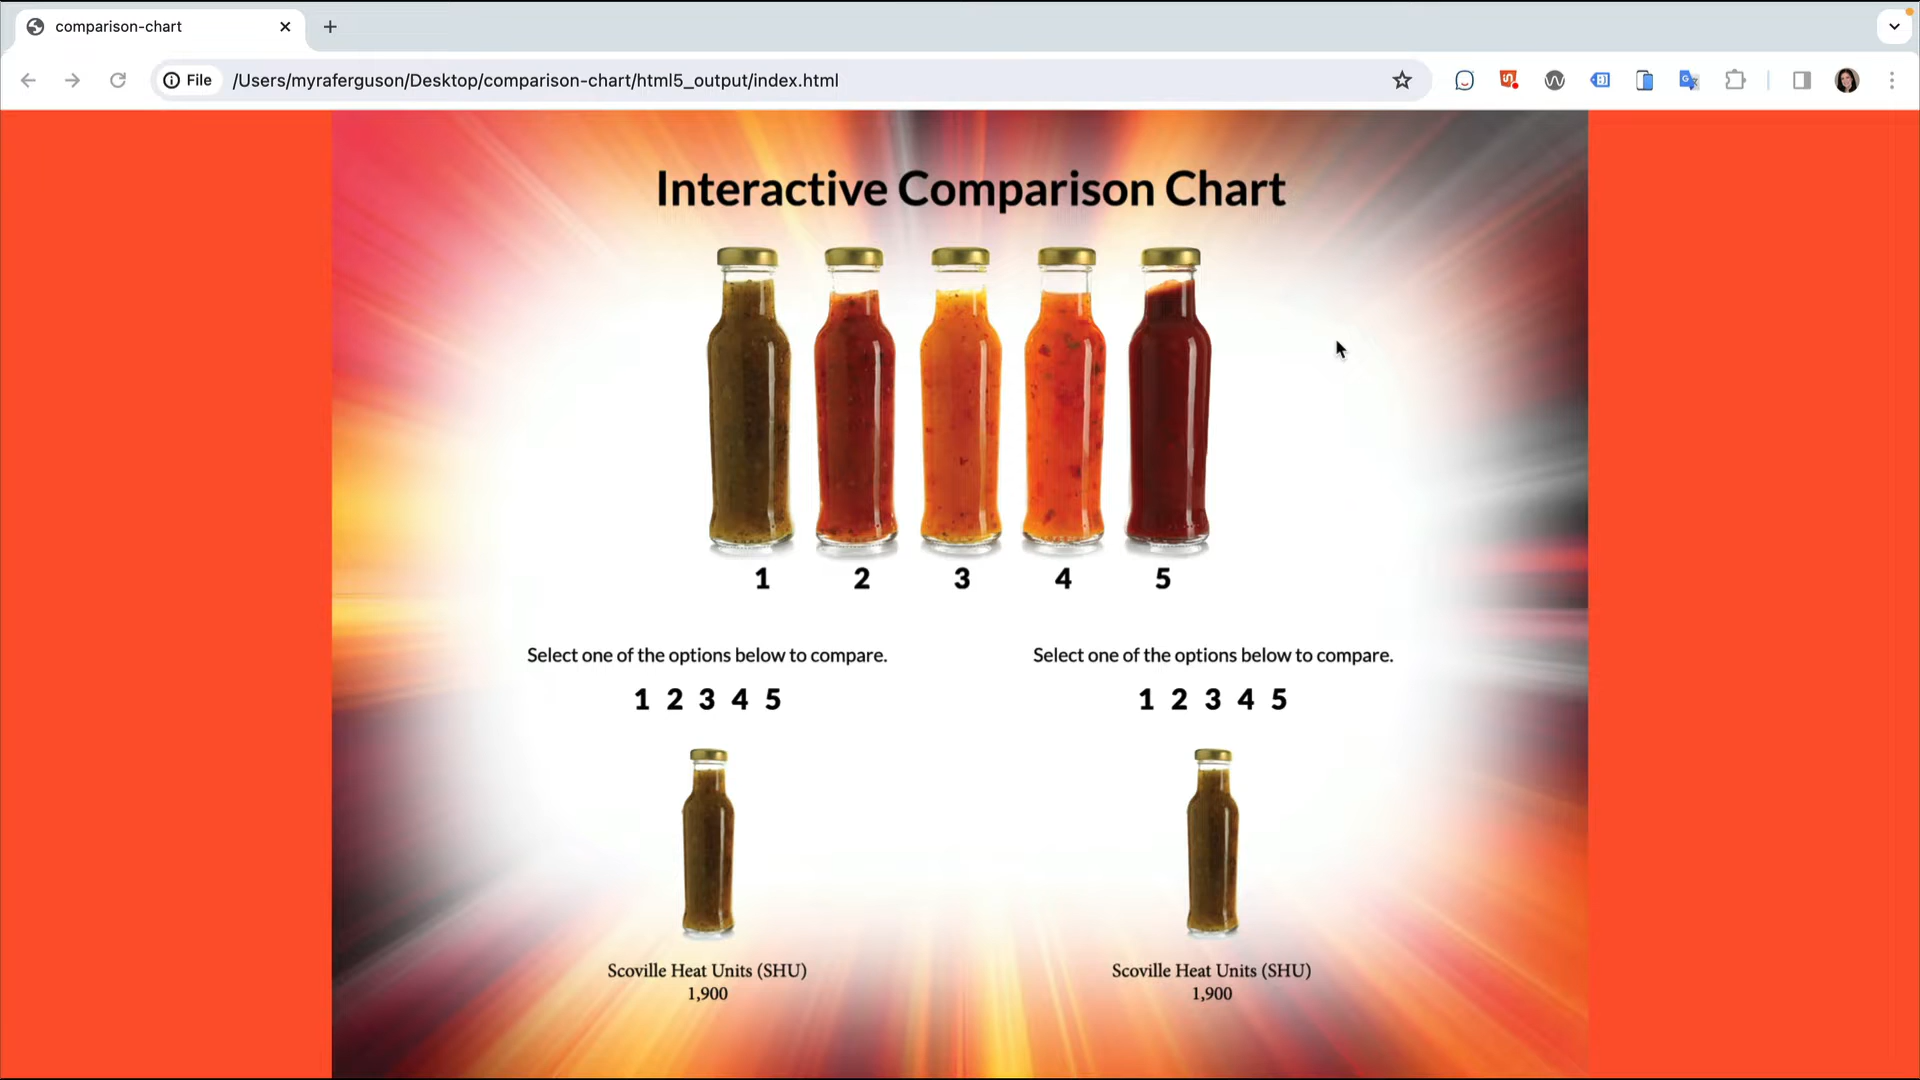 comparison-chart
File /Users/myraferguson/Desktop/comparison-chart/html5_output/index.html
Interactive Comparison Chart
1 2 3 4 5
Select one of the options below to compare.
1 2 3 4 5
Scoville Heat Units (SHU)
1,900
Select one of the options below to compare.
1 2 3 4 5
Scoville Heat Units (SHU)
1,900